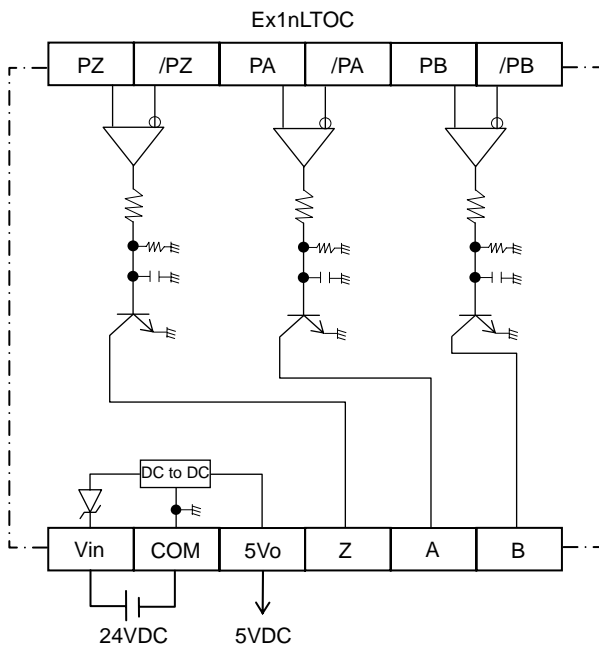 Ex1nLTOC
PZ /PZ PA /PA PB /PB
DC to DC
Vin COM 5Vo Z A B
24VDC 5VDC